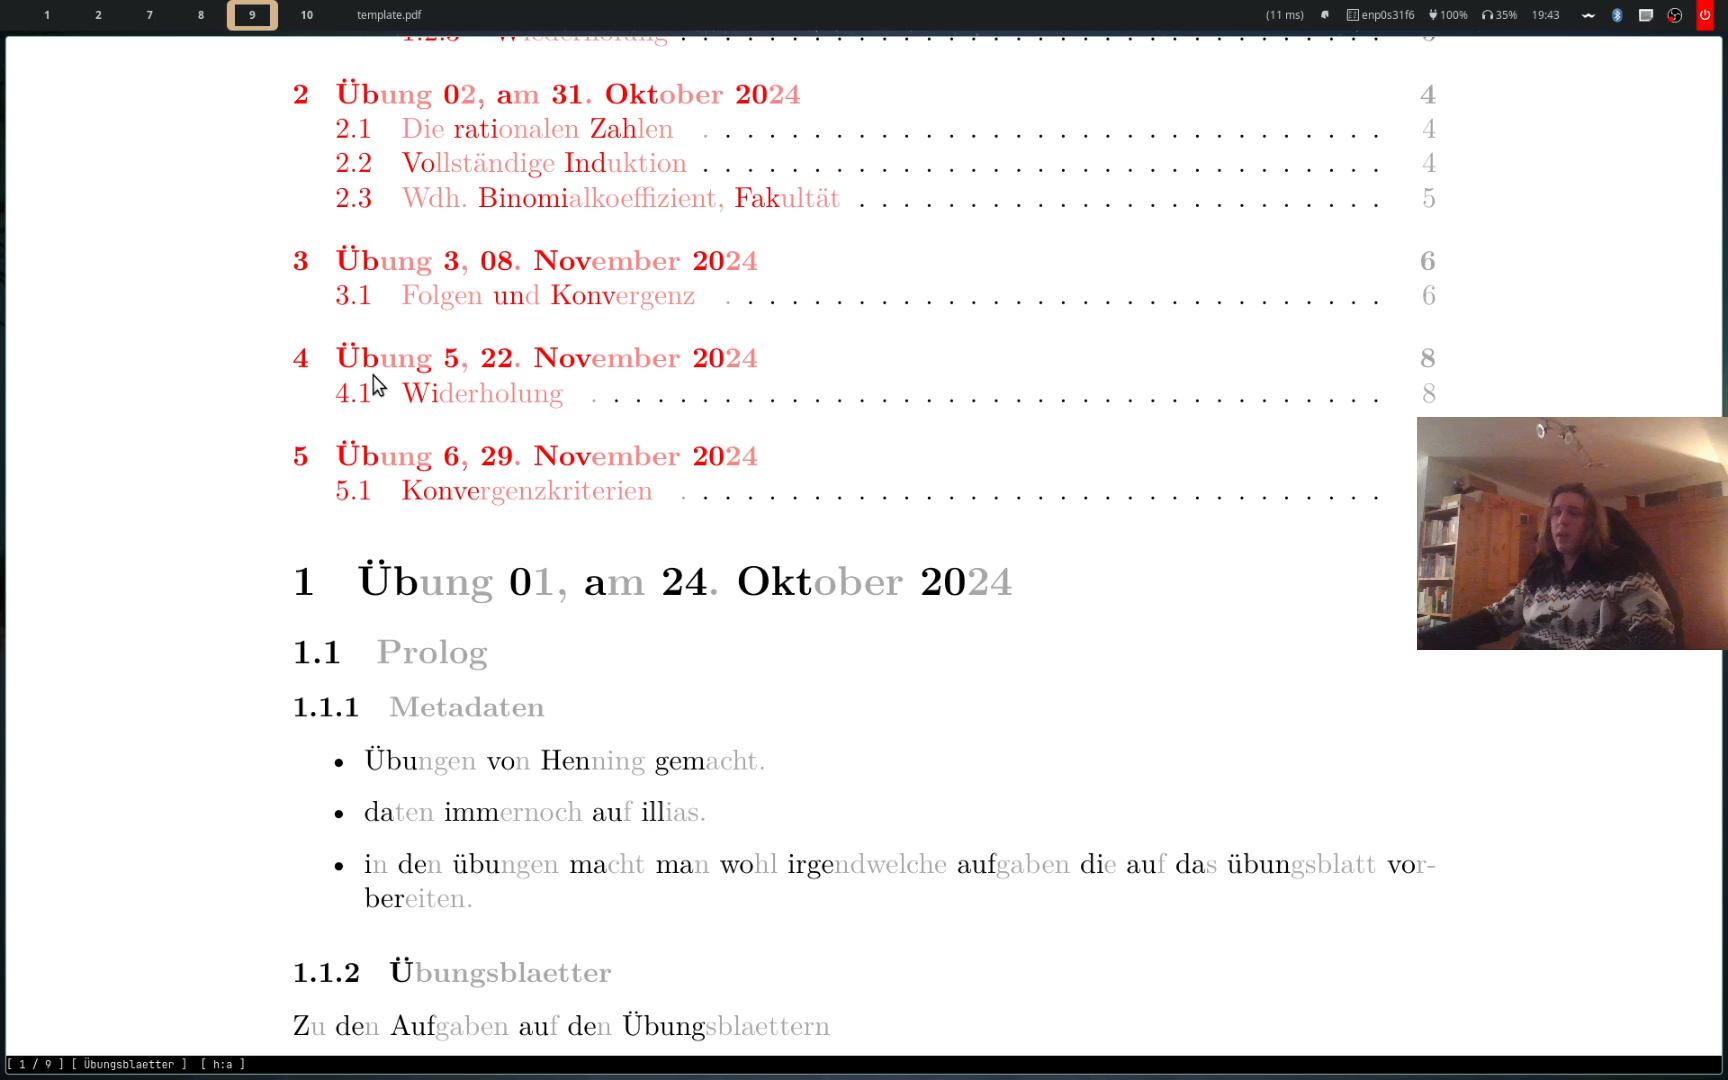 1 2 7 8 9 10 template.pdf (11 ms) enp0s31f6 100% 35% 19:43
1.2.3 Wiederholung . . . . . . . . . . . . . . . . . . . . . . . . . . . . . . . . 3
2 Übung 02, am 31. Oktober 2024 4
2.1 Die rationalen Zahlen . . . . . . . . . . . . . . . . . . . . . . . . . . . . . . . 4
2.2 Vollständige Induktion . . . . . . . . . . . . . . . . . . . . . . . . . . . . . . . 4
2.3 Wdh. Binomialkoeffizient, Fakultät . . . . . . . . . . . . . . . . . . . . . . . . 5
3 Übung 3, 08. November 2024 6
3.1 Folgen und Konvergenz . . . . . . . . . . . . . . . . . . . . . . . . . . . . . . 6
4 Übung 5, 22. November 2024 8
4.1 Widerholung . . . . . . . . . . . . . . . . . . . . . . . . . . . . . . . . . . . . 8
5 Übung 6, 29. November 2024
5.1 Konvergenzkriterien . . . . . . . . . . . . . . . . . . . . . . . . . . . . . . . .
1 Übung 01, am 24. Oktober 2024
1.1 Prolog
1.1.1 Metadaten
• Übungen von Henning gemacht.
• daten immernoch auf illias.
• in den übungen macht man wohl irgendwelche aufgaben die auf das übungsblatt vor-
bereiten.
1.1.2 Übungsblaetter
Zu den Aufgaben auf den Übungsblaettern
[ 1 / 9 ] [ Übungsblaetter ] [ h:a ]